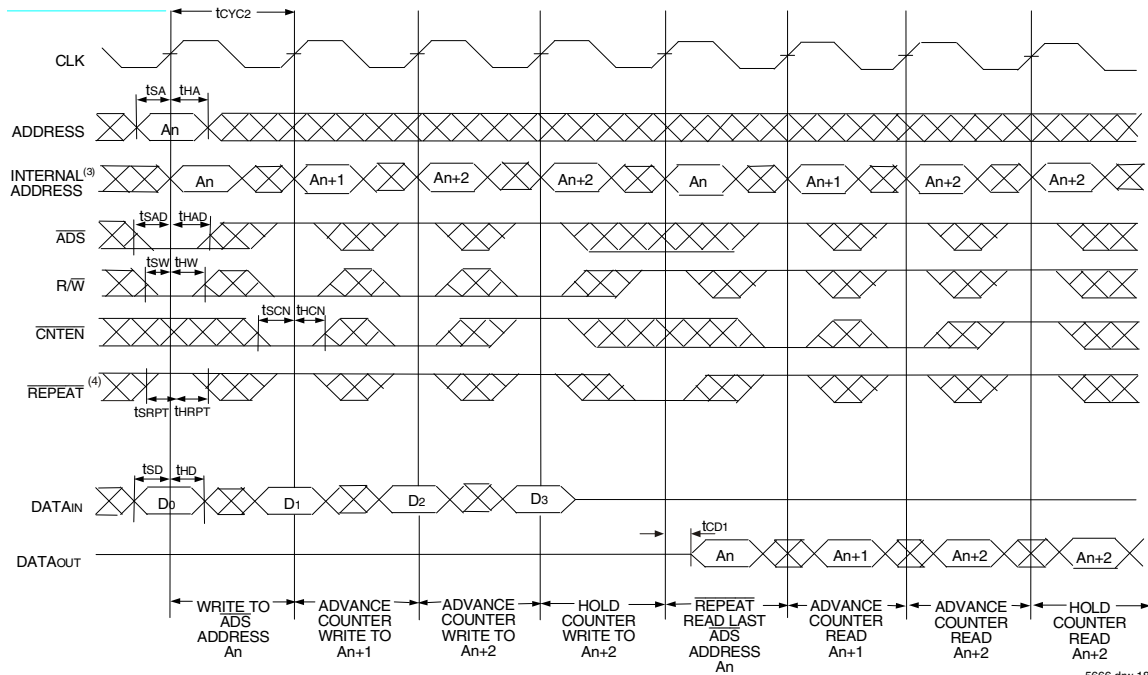 tCYC2
CLK
tSA tHA
ADDRESS An
INTERNAL(3)
ADDRESS
An An+1 An+2 An+2 An An+1 An+2 An+2
tSAD tHAD
ADS
tSW tHW
R/W
tSCN tHCN
CNTEN
REPEAT (4)
tSRPT tHRPT
tSD tHD
DATAIN D0 D1 D2 D3
tCD1
DATAOUT An An+1 An+2 An+2
WRITE TO
ADS
ADDRESS
An
ADVANCE
COUNTER
WRITE TO
An+1
ADVANCE
COUNTER
WRITE TO
An+2
HOLD
COUNTER
WRITE TO
An+2
REPEAT
READ LAST
ADS
ADDRESS
An
ADVANCE
COUNTER
READ
An+1
ADVANCE
COUNTER
READ
An+2
HOLD
COUNTER
READ
An+2